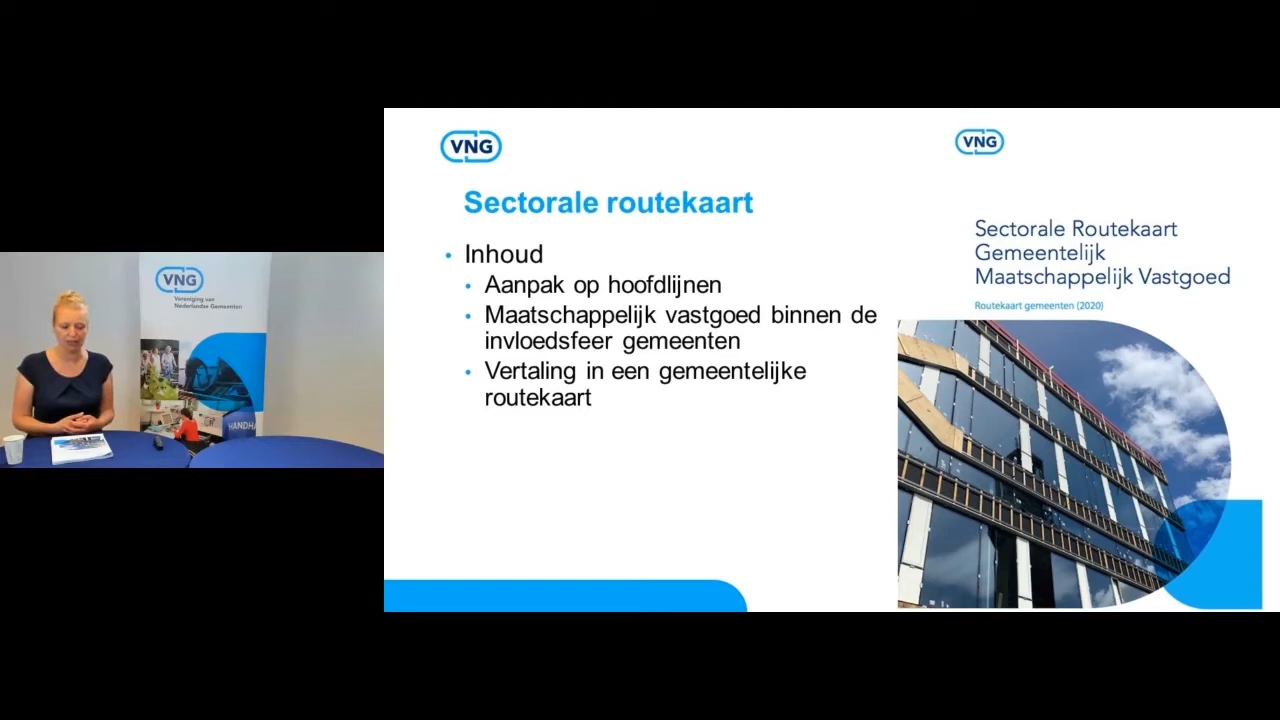 VNG
Vereniging van
Nederlandse Gemeenten
HANDHA
VNG
Sectorale routekaart
Inhoud
Aanpak op hoofdlijnen
Maatschappelijk vastgoed binnen de
invloedsfeer gemeenten
Vertaling in een gemeentelijke
routekaart
VNG
Sectorale Routekaart
Gemeentelijk
Maatschappelijk Vastgoed
Routekaart gemeenten (2020)